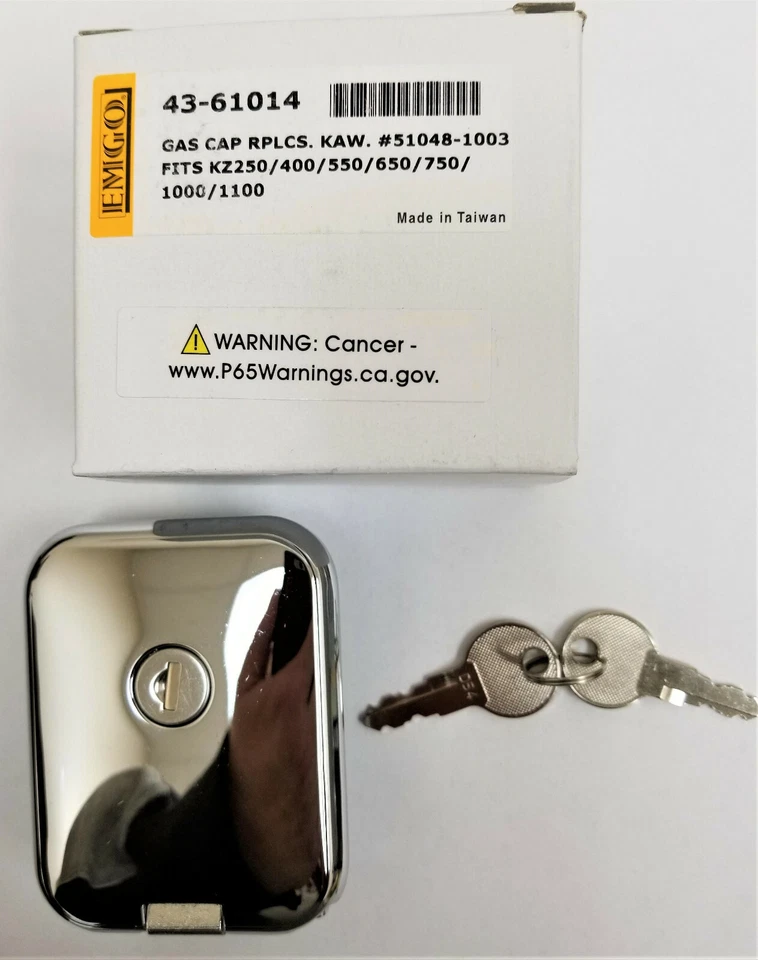 EMGO
43-61014
GAS CAP RPLCS. KAW. #51048-1003
FITS KZ250/400/550/650/750/
1000/1100
Made in Taiwan
WARNING: Cancer -
www.P65Warnings.ca.gov.